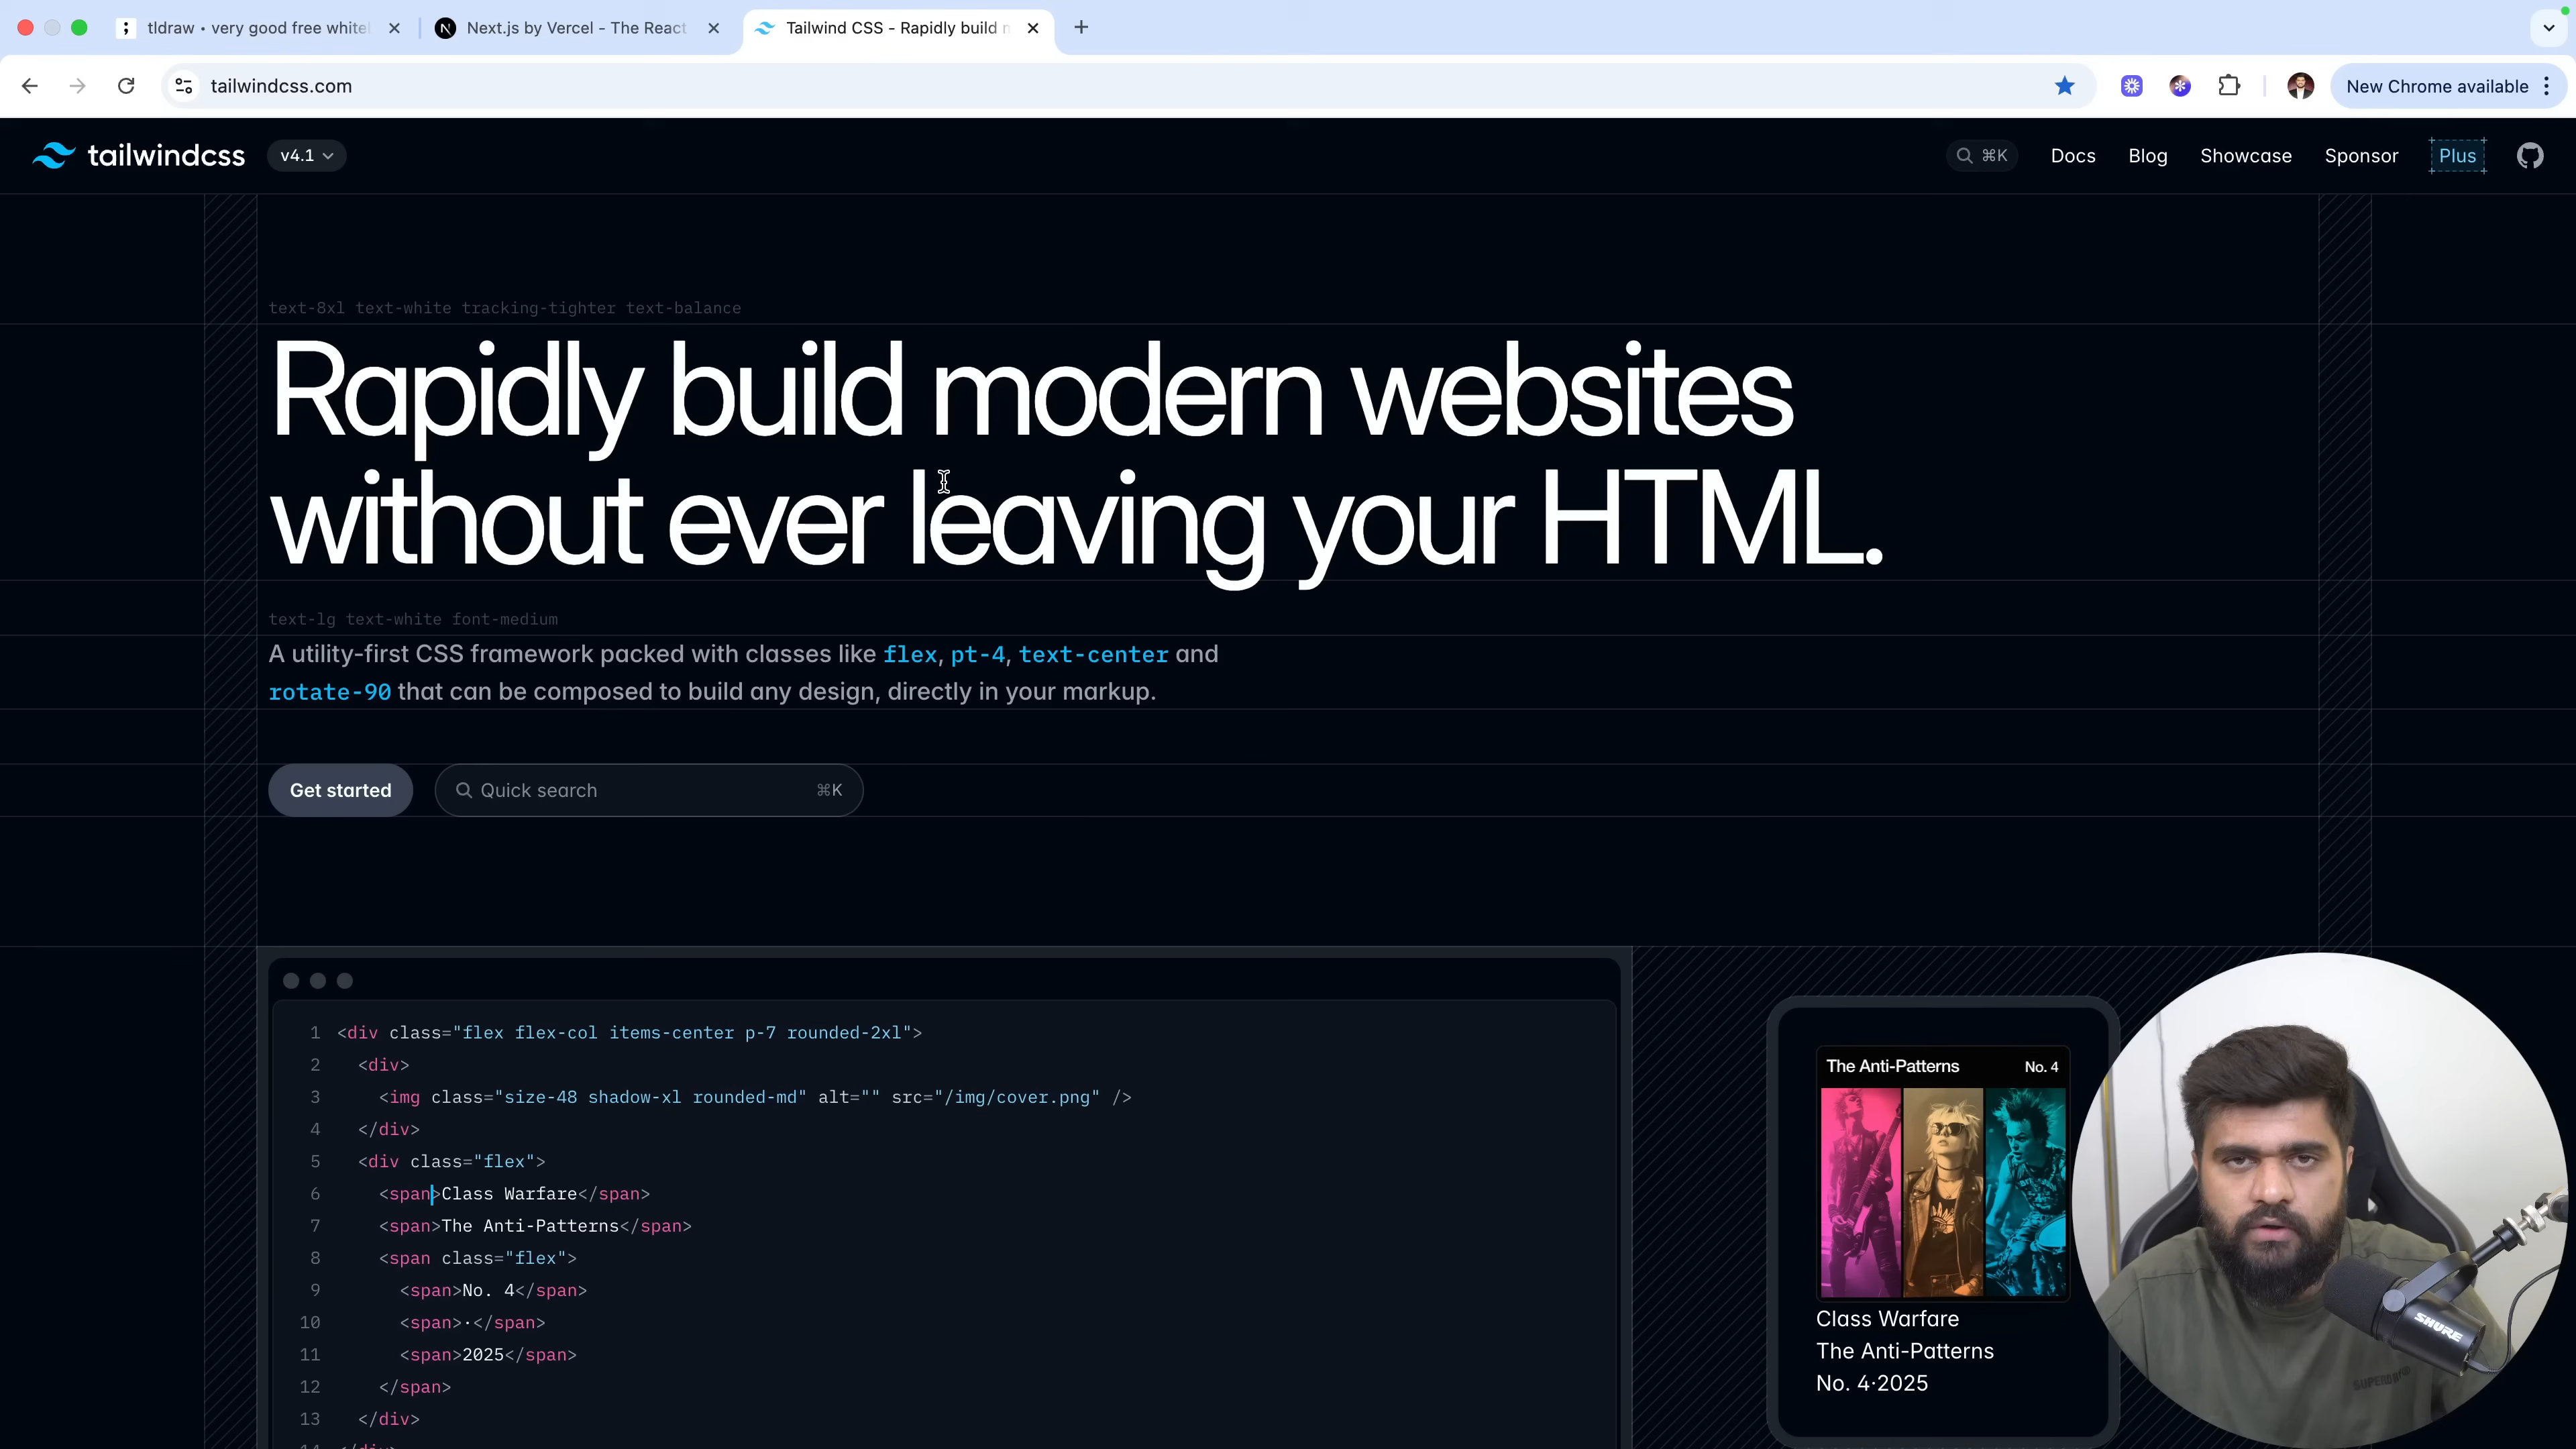 tldraw • very good free white
Next.js by Vercel - The React
Tailwind CSS - Rapidly build m
tailwindcss.com
New Chrome available
tailwindcss
v4.1
⌘K
Docs
Blog
Showcase
Sponsor
Plus
text-8xl text-white tracking-tighter text-balance
Rapidly build modern websites
without ever leaving your HTML.
text-lg text-white font-medium
A utility-first CSS framework packed with classes like flex, pt-4, text-center and
rotate-90 that can be composed to build any design, directly in your markup.
Get started
Quick search
⌘K
1 <div class="flex flex-col items-center p-7 rounded-2xl">
2 <div>
3 <img class="size-48 shadow-xl rounded-md" alt="" src="/img/cover.png" />
4 </div>
5 <div class="flex">
6 <span>Class Warfare</span>
7 <span>The Anti-Patterns</span>
8 <span class="flex">
9 <span>No. 4</span>
10 <span>·</span>
11 <span>2025</span>
12 </span>
13 </div>
The Anti-Patterns
No. 4
Class Warfare
The Anti-Patterns
No. 4·2025
SHURE